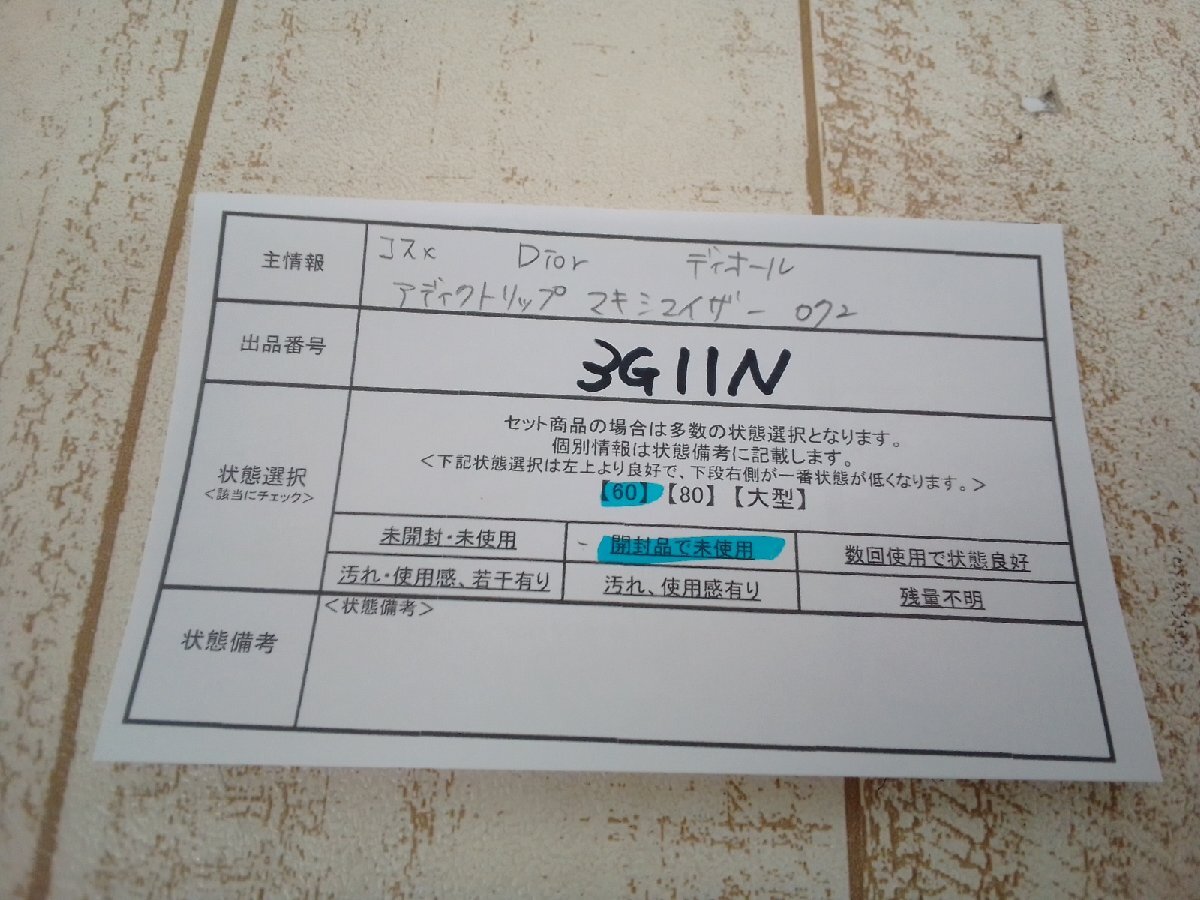 主情報
コスメ Dior ディオール
アディクトリップ マキシマイザー 072
出品番号
3G11N
状態選択
<該当にチェック>
セット商品の場合は多数の状態選択となります。
個別情報は状態備考に記載します。
<下記状態選択は左上より良好で、下段右側が一番状態が低くなります。>
【60】【80】【大型】
未開封・未使用
開封品で未使用
数回使用で状態良好
汚れ・使用感、若干有り
汚れ、使用感有り
残量不明
状態備考
<状態備考>